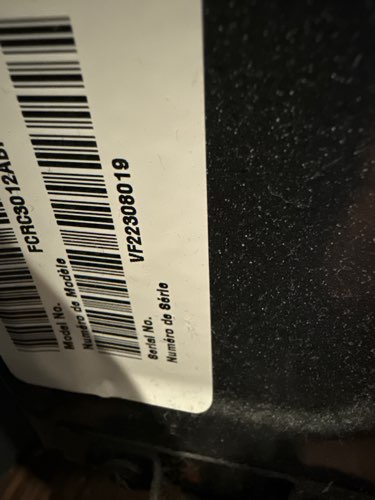 Model No.
Numéro de Modèle
FCRC3012AB
Serial No.
Numéro de Série
VF22308019